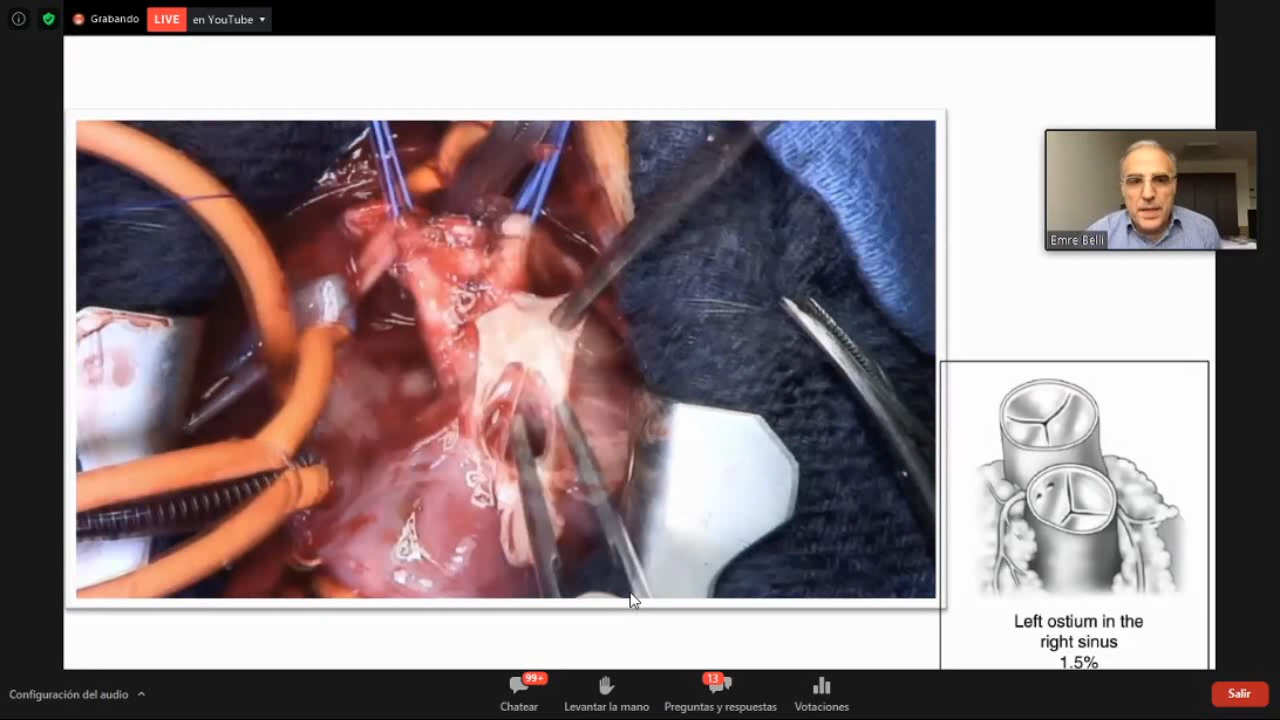 Grabando
LIVE en YouTube
Emre Belli
Left ostium in the
right sinus
1.5%
Configuración del audio
99+
13
Chatear
Levantar la mano
Preguntas y respuestas
Votaciones
Salir